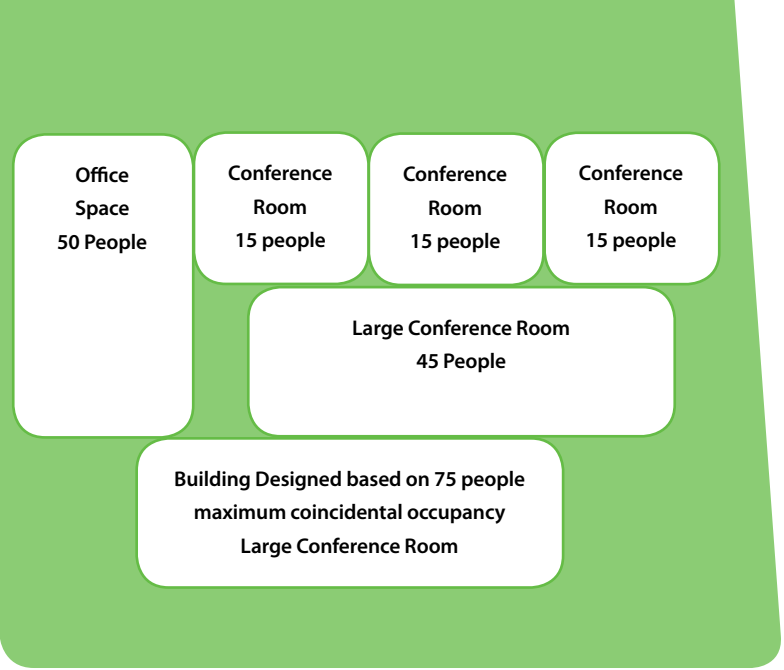 Office
Space
50 People
Conference
Room
15 people
Conference
Room
15 people
Conference
Room
15 people
Large Conference Room
45 People
Building Designed based on 75 people
maximum coincidental occupancy
Large Conference Room